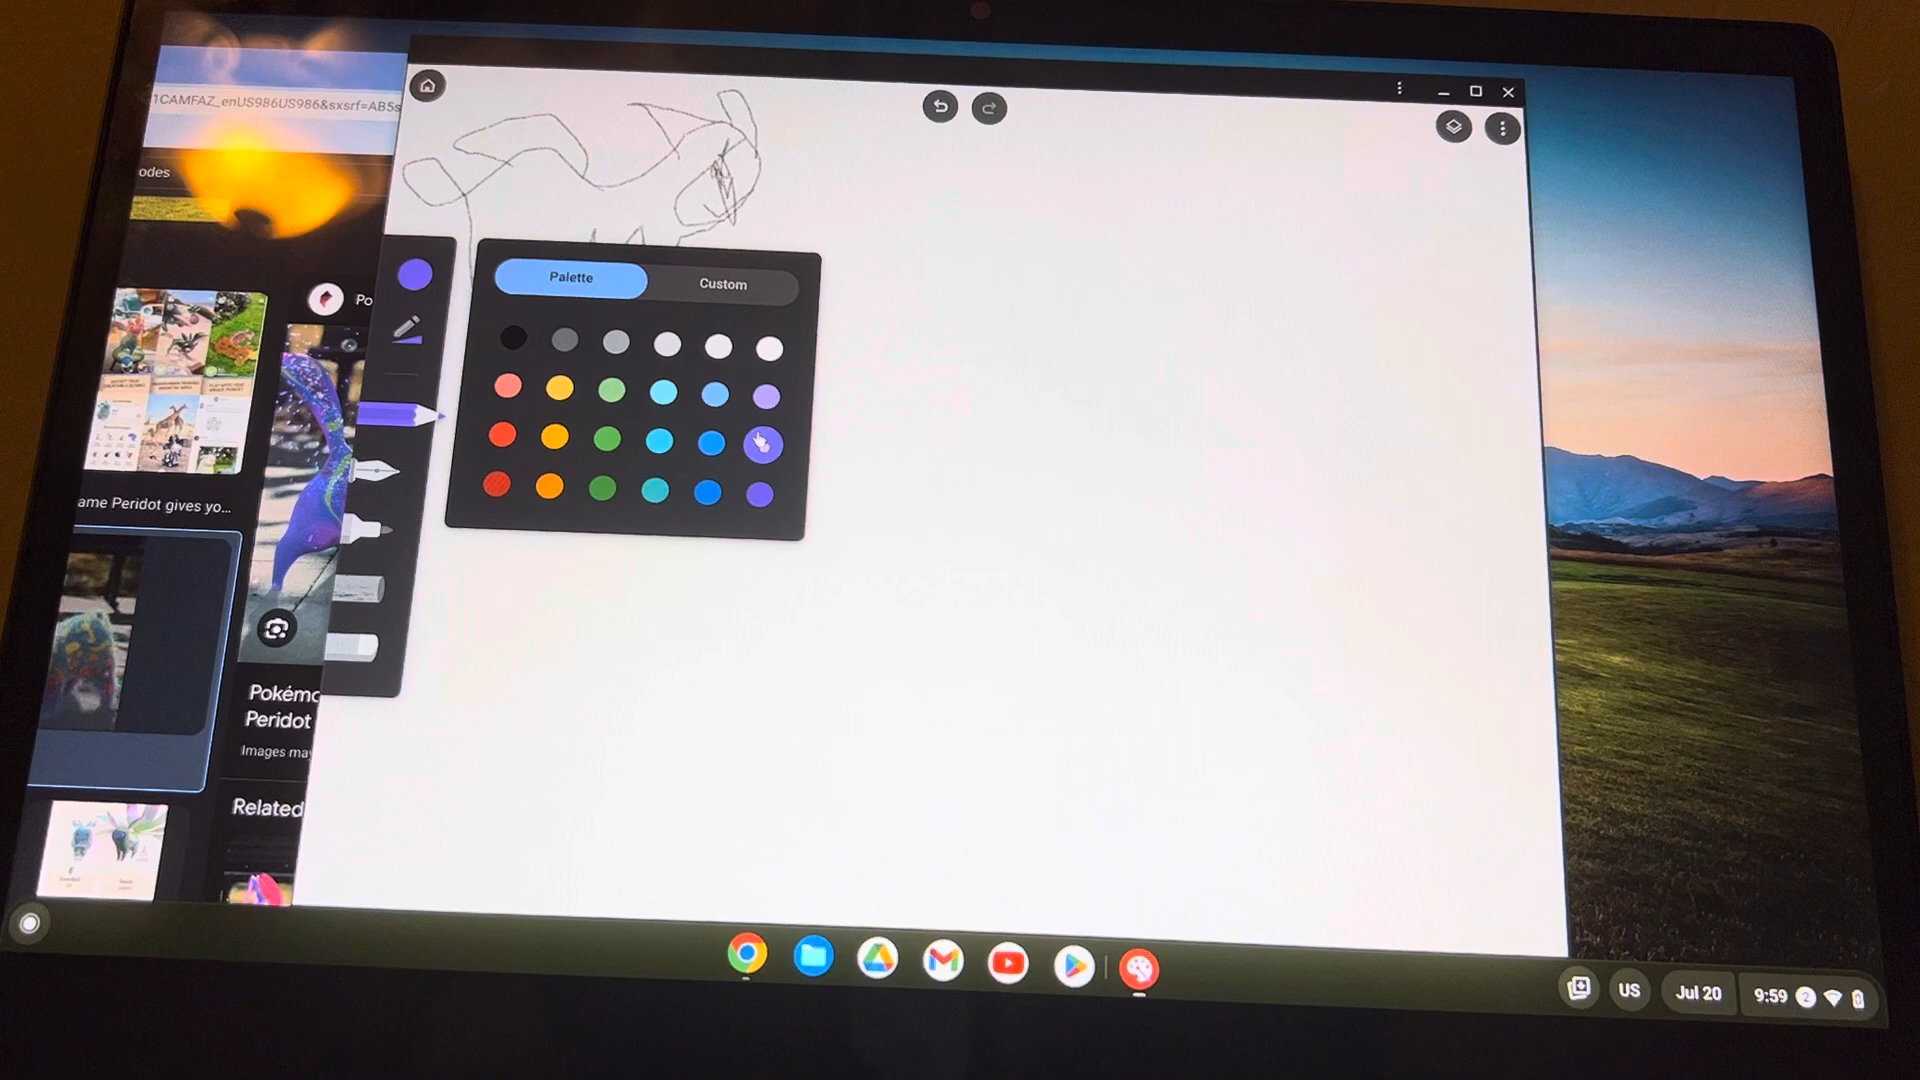 1CAMFAZ_enUS986US986&sxsrf=AB5s
odes
Po
Palette
Custom
ame Peridot gives yo...
Pokémo
Peridot
Images may
Related
US
Jul 20
9:59
2